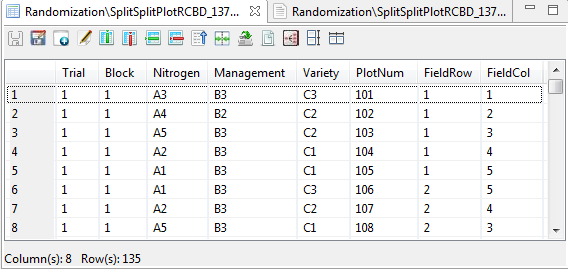 Randomization\SplitSplitPlotRCBD_137... Randomization\SplitSplitPlotRCBD_137...
Trial Block Nitrogen Management Variety PlotNum FieldRow FieldCol
1 1 1 A3 B3 C3 101 1 1
2 1 1 A4 B2 C2 102 1 2
3 1 1 A5 B3 C2 103 1 3
4 1 1 A2 B3 C1 104 1 4
5 1 1 A1 B3 C1 105 1 5
6 1 1 A1 B3 C3 106 2 5
7 1 1 A2 B3 C2 107 2 4
8 1 1 A5 B3 C1 108 2 3
Column(s): 8 Row(s): 135